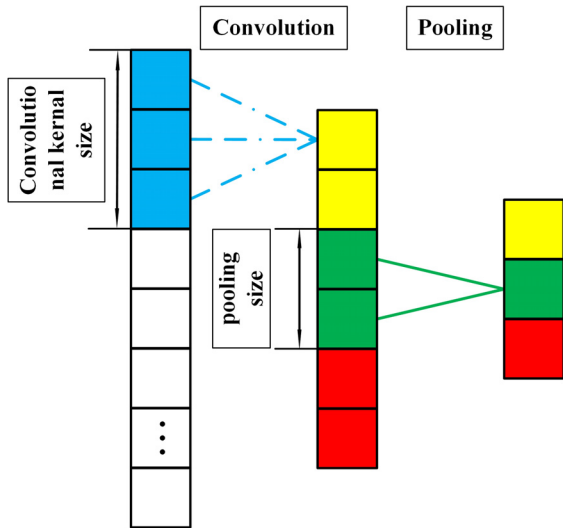 Convolution
Pooling
Convolutio
nal kernal
size
pooling
size
...